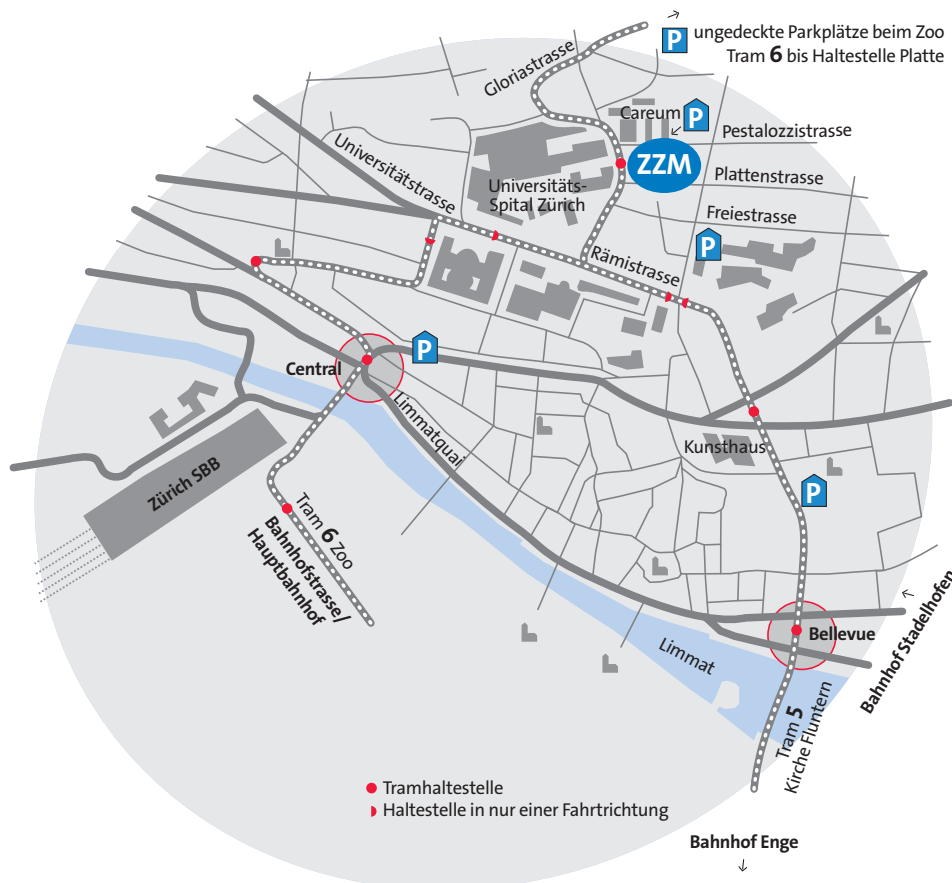 P ungedeckte Parkplätze beim Zoo
Tram 6 bis Haltestelle Platte
Gloriastrasse
Careum
P
Pestalozzistrasse
ZZM
Universitätstrasse
Universitäts-
Spital Zürich
Plattenstrasse
Freiestrasse
P
Rämistrasse
P
Central
Limmatquai
Kunsthaus
Zürich SBB
P
Tram 6 Zoo
Bahnhofstrasse/
Hauptbahnhof
Bellevue
Bahnhof Stadelhofen
Limmat
Tram 5
Kirche Fluntern
Tramhaltestelle
Haltestelle in nur einer Fahrtrichtung
Bahnhof Enge